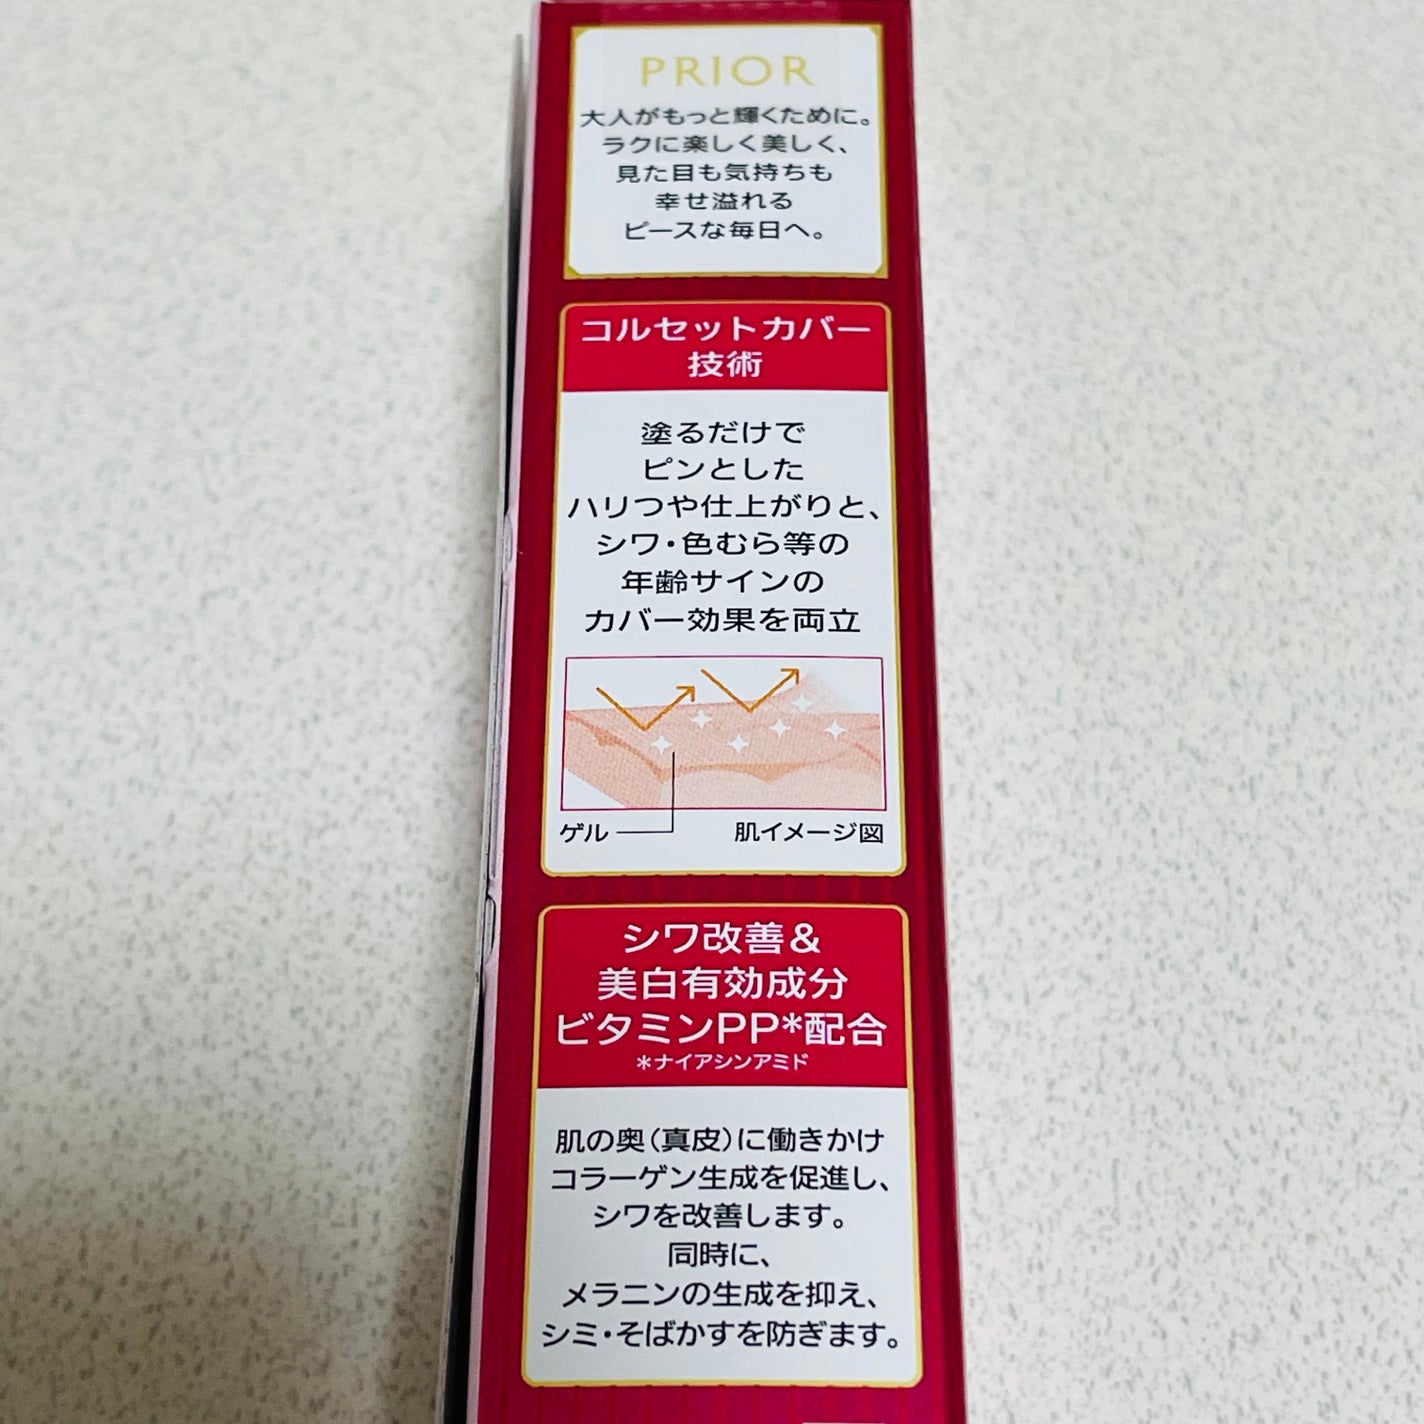 PRIOR
大人がもっと輝くために。
ラクに楽しく美しく、
見た目も気持ちも
幸せ溢れる
ピースな毎日へ。
コルセットカバー
技術
塗るだけで
ピンとした
ハリつや仕上がりと、
シワ・色むら等の
年齢サインの
カバー効果を両立
ゲル
肌イメージ図
シワ改善&
美白有効成分
ビタミンPP*配合
*ナイアシンアミド
肌の奥(真皮)に働きかけ
コラーゲン生成を促進し、
シワを改善します。
同時に、
メラニンの生成を抑え、
シミ・そばかすを防ぎます。